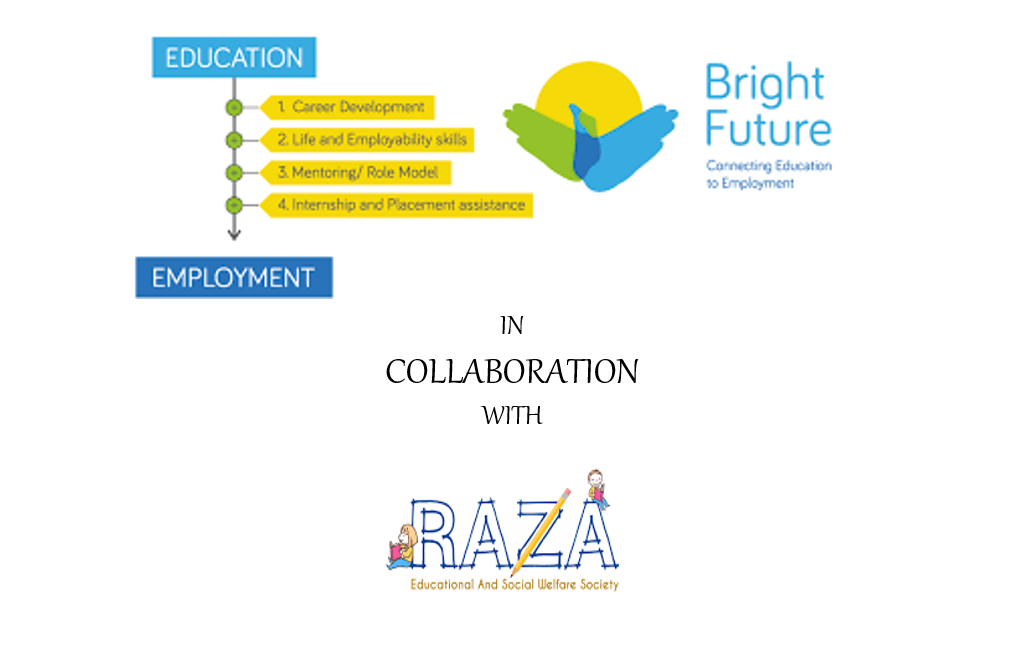 EDUCATION
1. Career Development
2. Life and Employability skills
3. Mentoring/ Role Model
4. Internship and Placement assistance
EMPLOYMENT
Bright
Future
Connecting Education
to Employment
IN
COLLABORATION
WITH
RAZA
Educational And Social Welfare Society